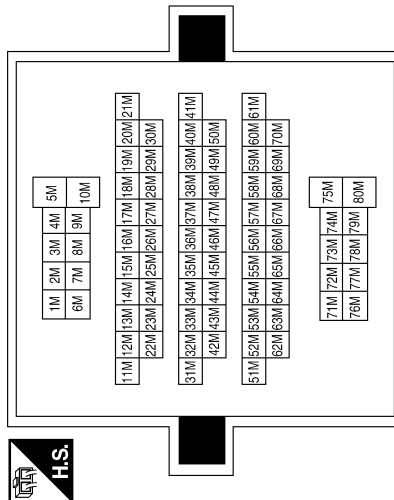 5M
10M
1M 2M 3M 4M
6M 7M 8M 9M
11M 12M 13M 14M 15M 16M 17M 18M 19M 20M 21M
22M 23M 24M 25M 26M 27M 28M 29M 30M
31M 32M 33M 34M 35M 36M 37M 38M 39M 40M 41M
42M 43M 44M 45M 46M 47M 48M 49M 50M
51M 52M 53M 54M 55M 56M 57M 58M 59M 60M 61M
62M 63M 64M 65M 66M 67M 68M 69M 70M
75M
80M
71M 72M 73M 74M
76M 77M 78M 79M
H.S.